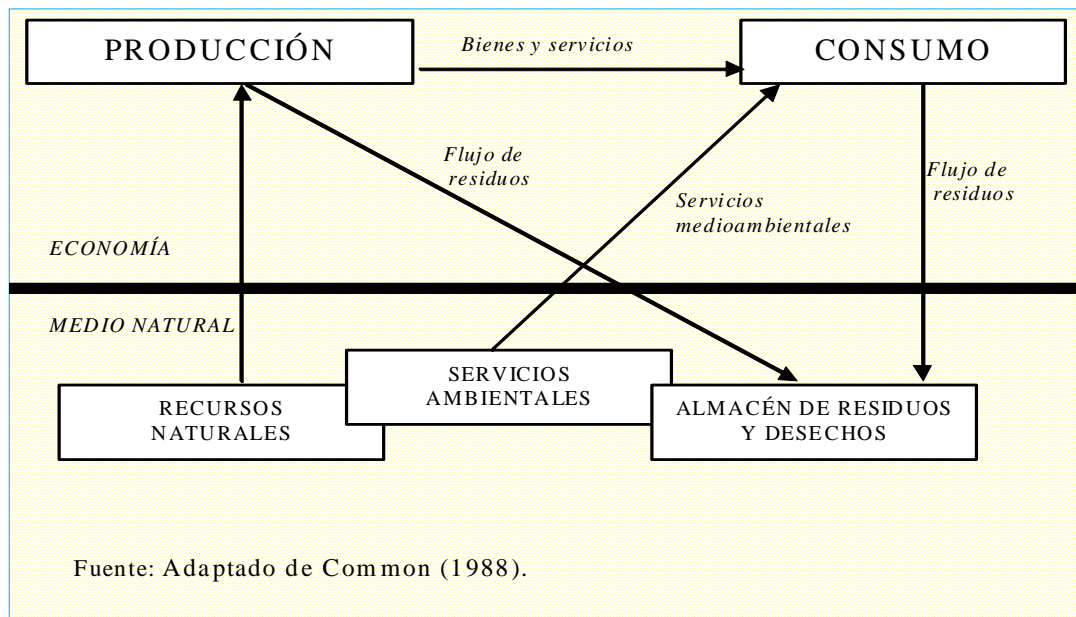 PRODUCCIÓN
Bienes y servicios
CONSUMO
Flujo de
residuos
Servicios
medioambientales
Flujo de
residuos
ECONOMÍA
MEDIO NATURAL
SERVICIOS
AMBIENTALES
RECURSOS
NATURALES
ALMACÉN DE RESIDUOS
Y DESECHOS
Fuente: Adaptado de Common (1988).